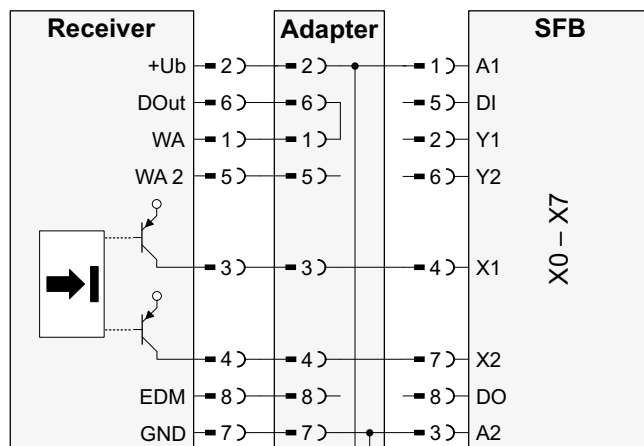 Receiver Adapter SFB
+Ub 2 2 1 A1
DOut 6 6 5 DI
WA 1 1 2 Y1
WA 2 5 5 6 Y2
X0 – X7
3 3 4 X1
4 4 7 X2
EDM 8 8 8 DO
GND 7 7 3 A2